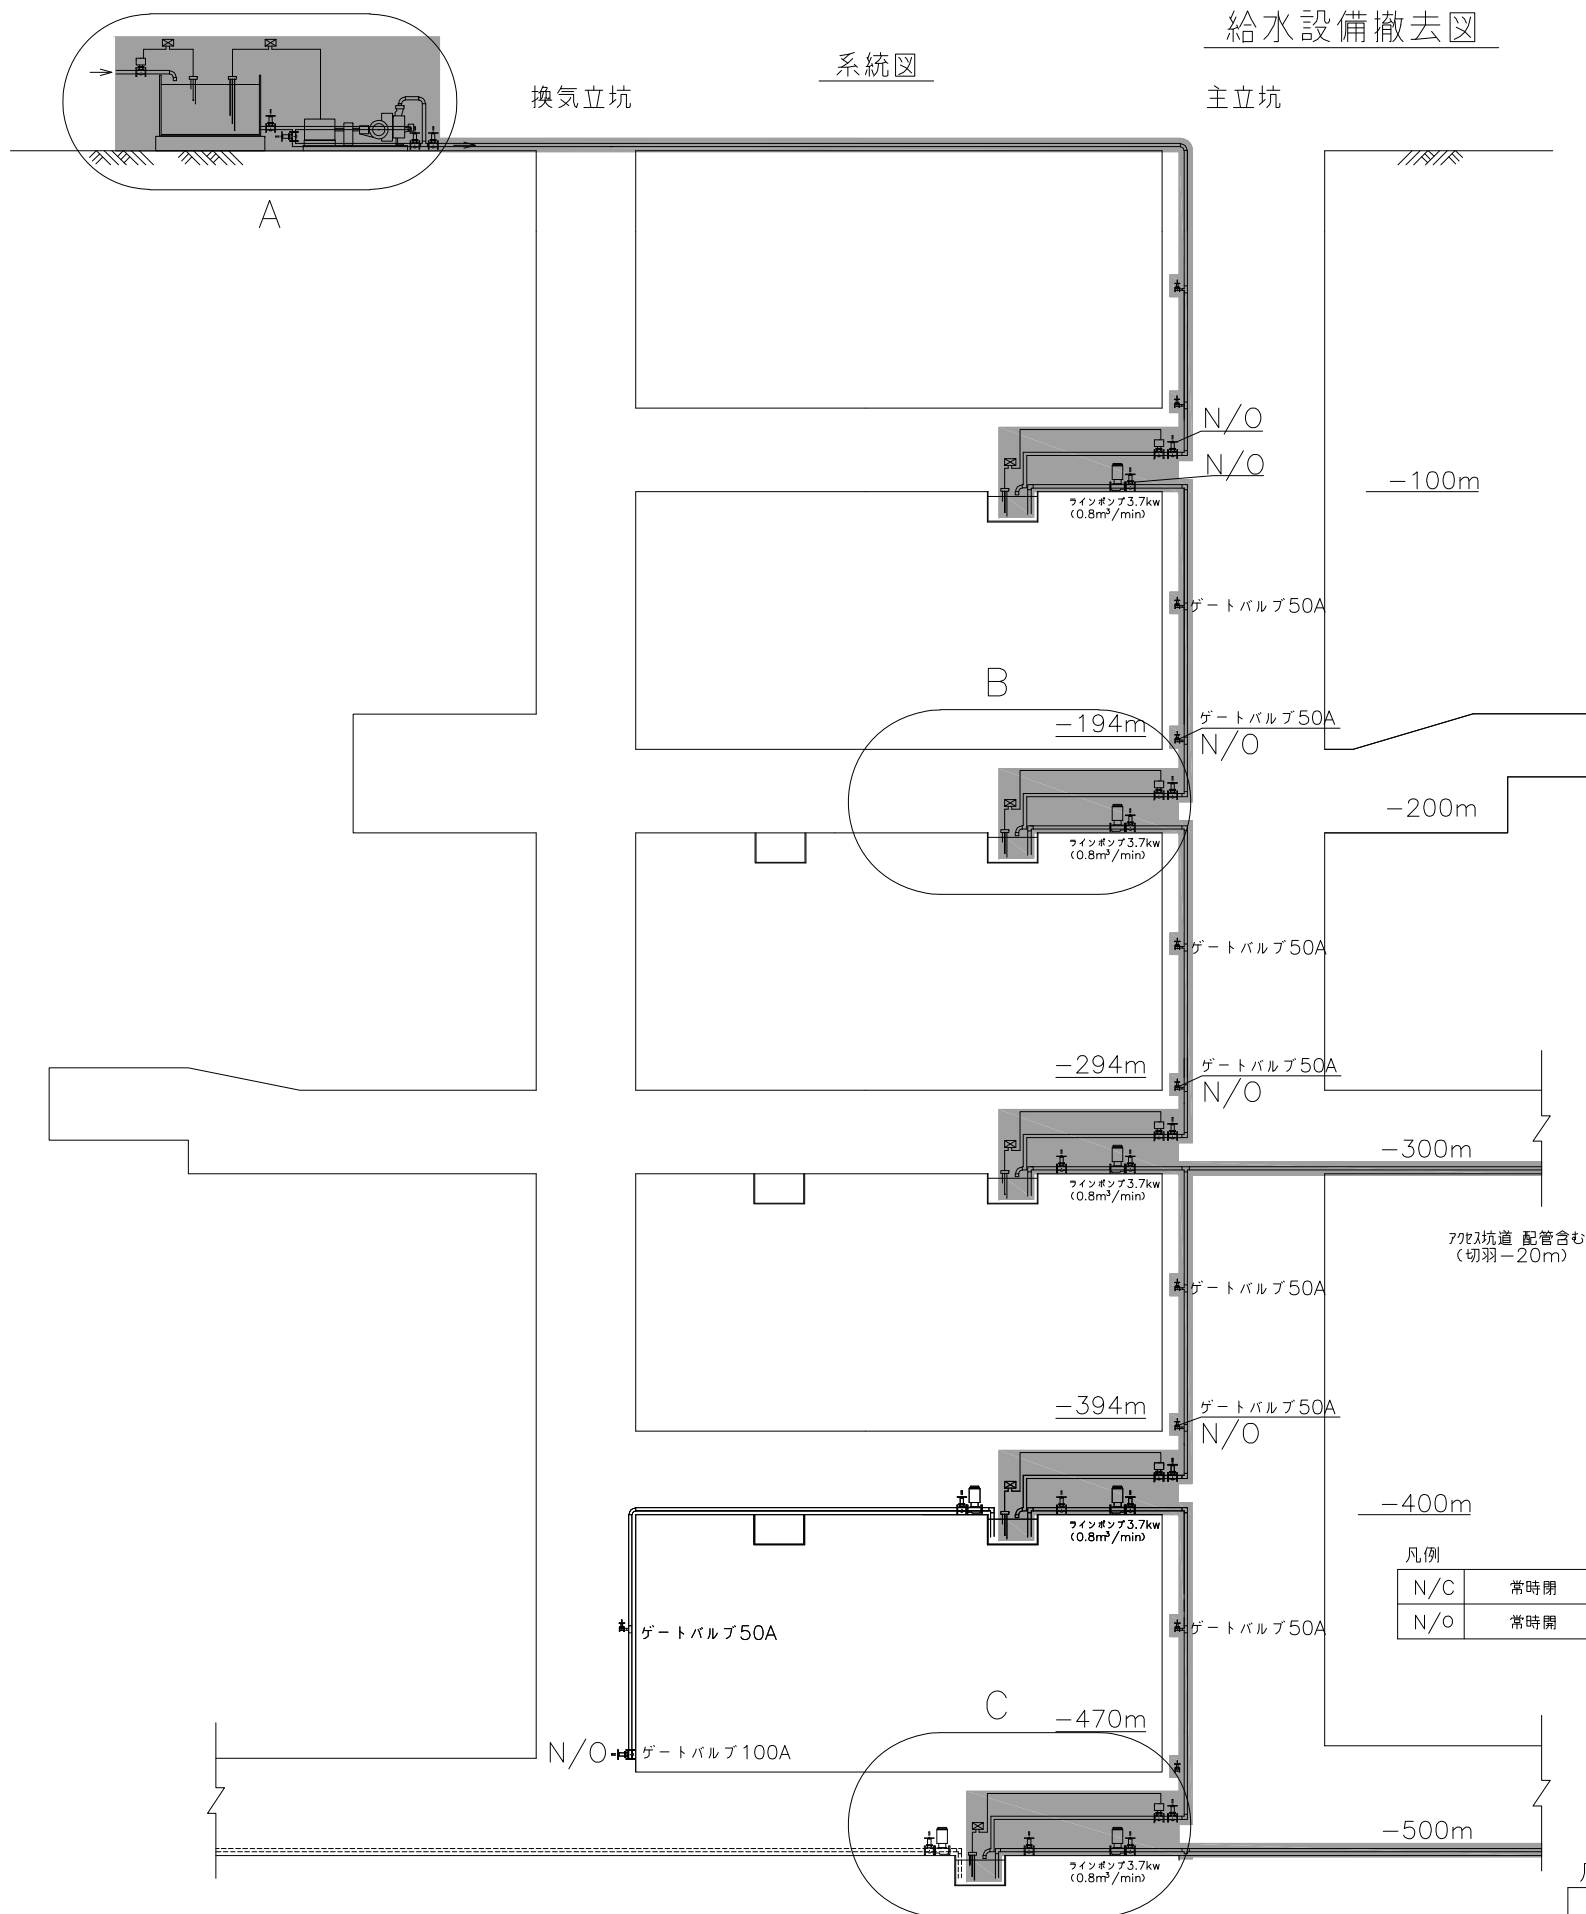 給水設備撤去図
系統図
換気立坑
主立坑
A
N/O
N/O
-100m
ラインポンプ3.7kw
(0.8m³/min)
ゲートバルブ50A
B
-194m
ゲートバルブ50A
N/O
-200m
ラインポンプ3.7kw
(0.8m³/min)
ゲートバルブ50A
-294m
ゲートバルブ50A
N/O
-300m
ラインポンプ3.7kw
(0.8m³/min)
アクセス坑道 配管含む
(切羽-20m)
ゲートバルブ50A
-394m
ゲートバルブ50A
N/O
-400m
ラインポンプ3.7kw
(0.8m³/min)
凡例
N/C 常時閉
N/O 常時開
ゲートバルブ50A
ゲートバルブ50A
C
-470m
N/O
ゲートバルブ100A
-500m
ラインポンプ3.7kw
(0.8m³/min)